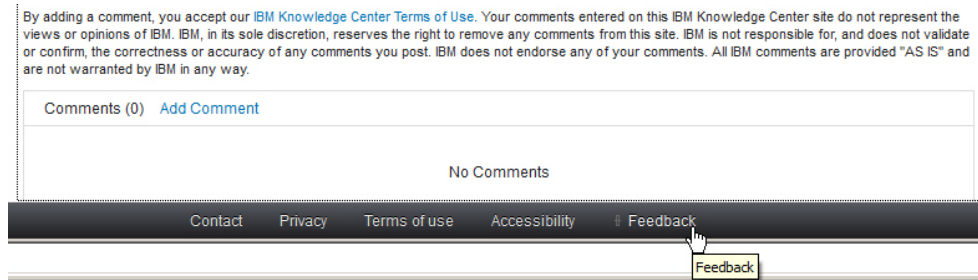 By adding a comment, you accept our IBM Knowledge Center Terms of Use. Your comments entered on this IBM Knowledge Center site do not represent the
views or opinions of IBM. IBM, in its sole discretion, reserves the right to remove any comments from this site. IBM is not responsible for, and does not validate
or confirm, the correctness or accuracy of any comments you post. IBM does not endorse any of your comments. All IBM comments are provided "AS IS" and
are not warranted by IBM in any way.
Comments (0) Add Comment
No Comments
Contact Privacy Terms of use Accessibility Feedback
Feedback